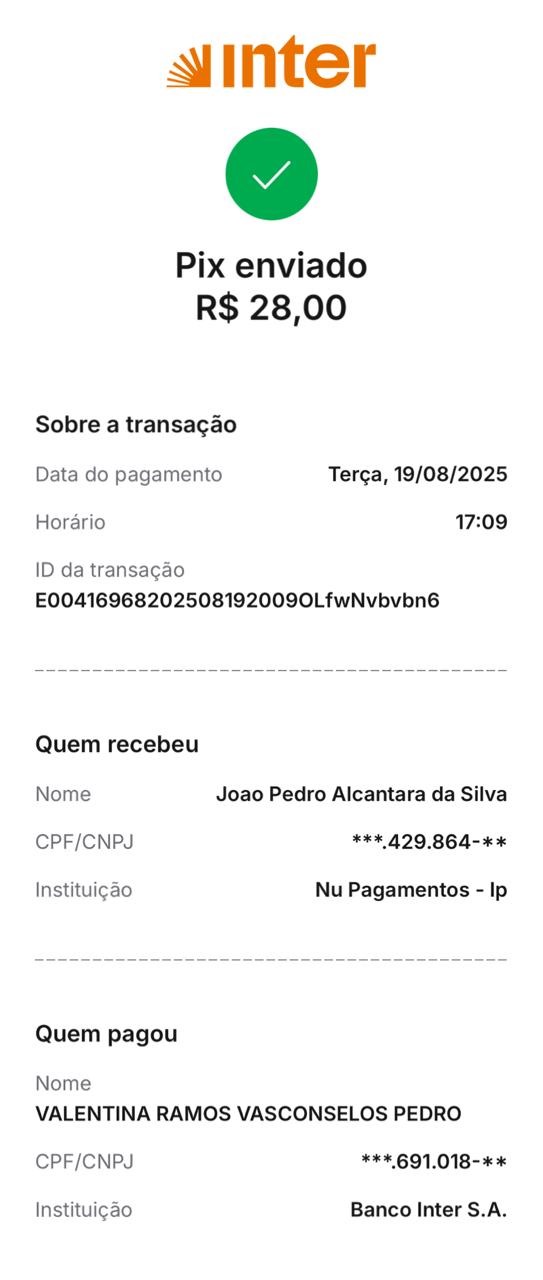 inter
Pix enviado
R$ 28,00
Sobre a transação
Data do pagamento Terça, 19/08/2025
Horário 17:09
ID da transação
E00416968202508192009OLfwNvbvbn6
Quem recebeu
Nome Joao Pedro Alcantara da Silva
CPF/CNPJ ***.429.864-**
Instituição Nu Pagamentos - Ip
Quem pagou
Nome
VALENTINA RAMOS VASCONSELOS PEDRO
CPF/CNPJ ***.691.018-**
Instituição Banco Inter S.A.